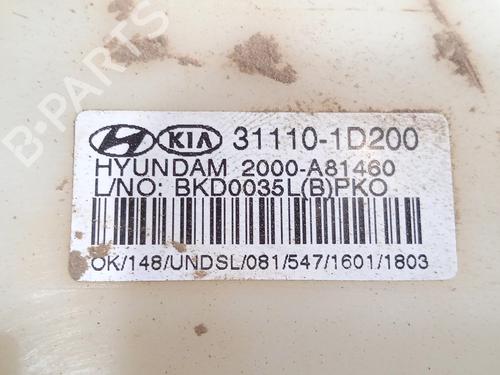 B-PARTS
KIA 31110-1D200
HYUNDAM 2000-A81460
L/NO: BKD0035L(B)PKO
OK/148/UNDSL/081/547/1601/1803